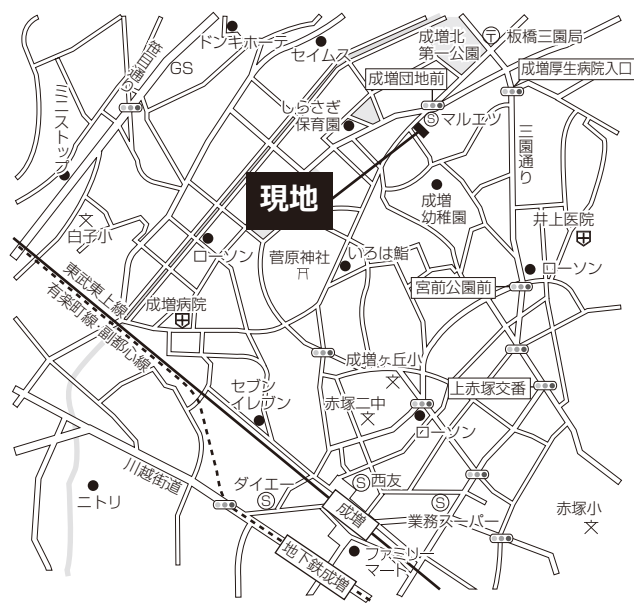 笹目通り
ドンキホーテ
セイムス
成増北
第一公園
板橋三園局
GS
成増団地前
成増厚生病院入口
ミニストップ
しらさぎ
保育園
Ⓢマルエツ
三園通り
現地
成増
幼稚園
井上医院
白子小
ローソン
菅原神社
いろは鮨
ローソン
東武東上線
有楽町線・副都心線
成増病院
宮前公園前
成増ヶ丘小
セブン
イレブン
赤塚二中
上赤塚交番
ローソン
川越街道
ニトリ
ダイエー
Ⓢ
Ⓢ西友
Ⓢ
成増
業務スーパー
赤塚小
地下鉄成増
ファミリー
マート